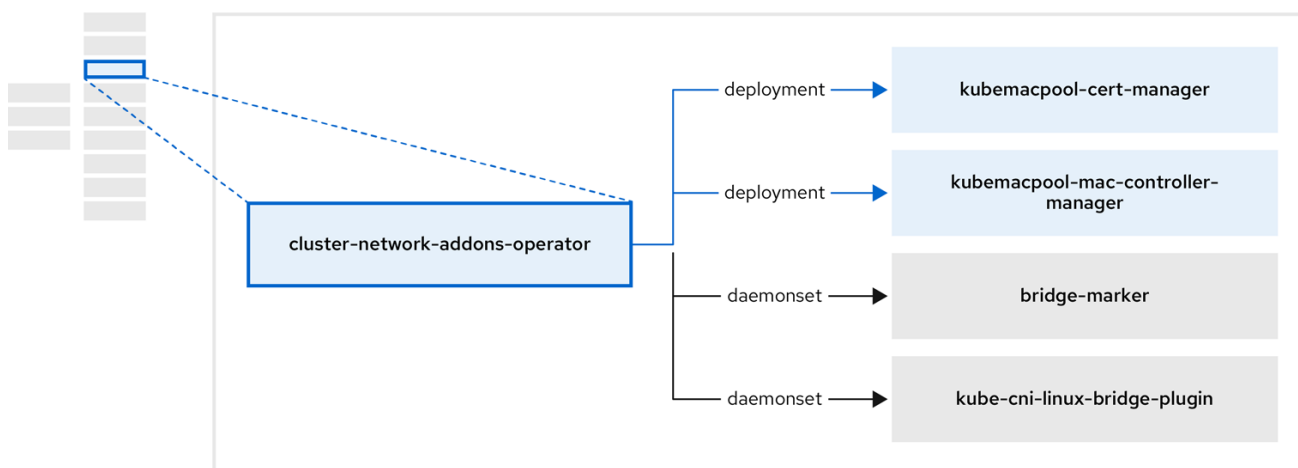 deployment
kubemacpool-cert-manager
deployment
kubemacpool-mac-controller-
manager
cluster-network-addons-operator
daemonset
bridge-marker
daemonset
kube-cni-linux-bridge-plugin